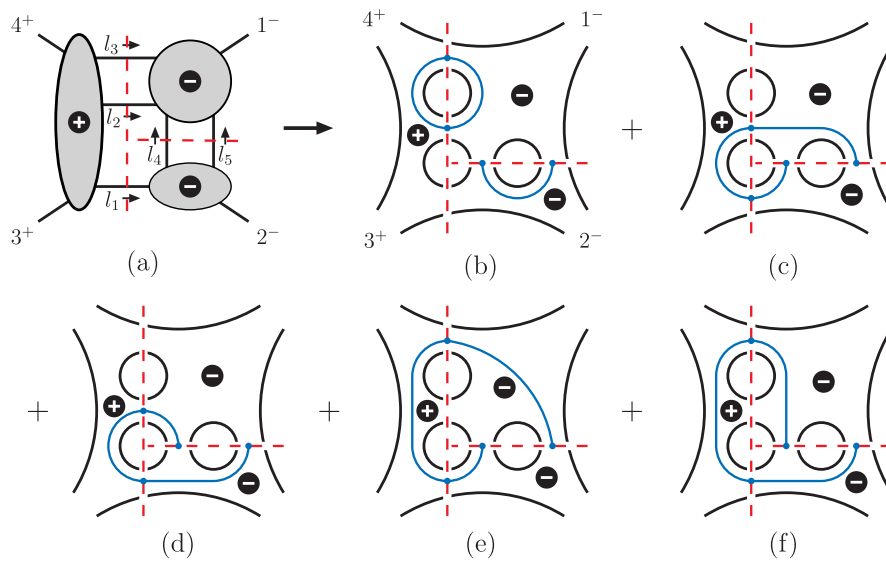 4⁺ 1⁻ 4⁺ 1⁻
l₃
− − +
+ l₂ + − + −
l₄ l₅
− − −
l₁
3⁺ 2⁻ 3⁺ 2⁻
(a) (b) (c)
− − −
+ + + + + +
− − −
(d) (e) (f)